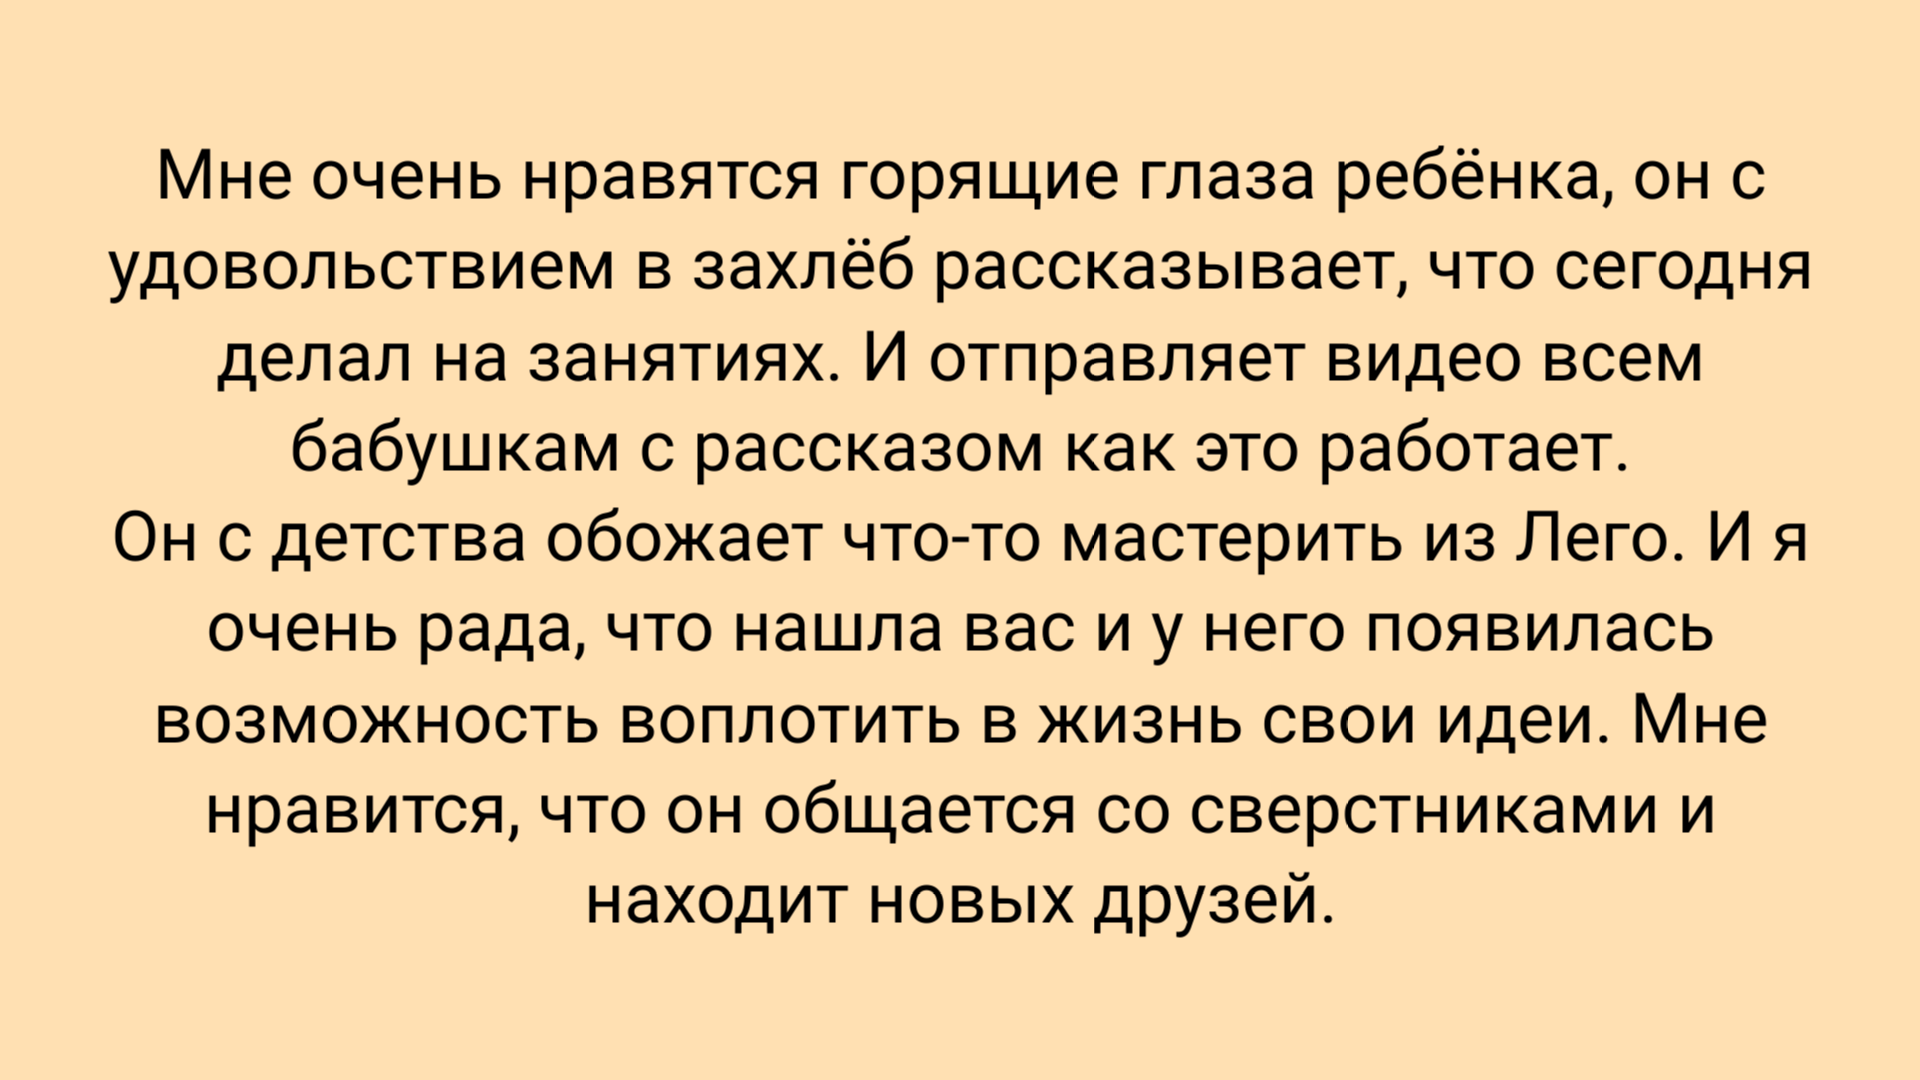 Мне очень нравятся горящие глаза ребёнка, он с
удовольствием в захлёб рассказывает, что сегодня
делал на занятиях. И отправляет видео всем
бабушкам с рассказом как это работает.
Он с детства обожает что-то мастерить из Лего. И я
очень рада, что нашла вас и у него появилась
возможность воплотить в жизнь свои идеи. Мне
нравится, что он общается со сверстниками и
находит новых друзей.